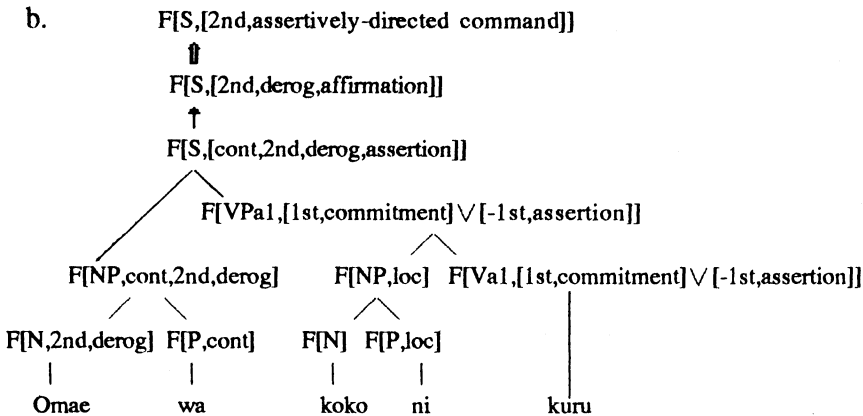 b. F[S,[2nd,assertively-directed command]]
F[S,[2nd,derog,affirmation]]
F[S,[cont,2nd,derog,assertion]]
F[VPa1,[1st,commitment]∨[-1st,assertion]]
F[NP,cont,2nd,derog] F[NP,loc] F[Va1,[1st,commitment]∨[-1st,assertion]]
F[N,2nd,derog] F[P,cont] F[N] F[P,loc]
Omae wa koko ni kuru